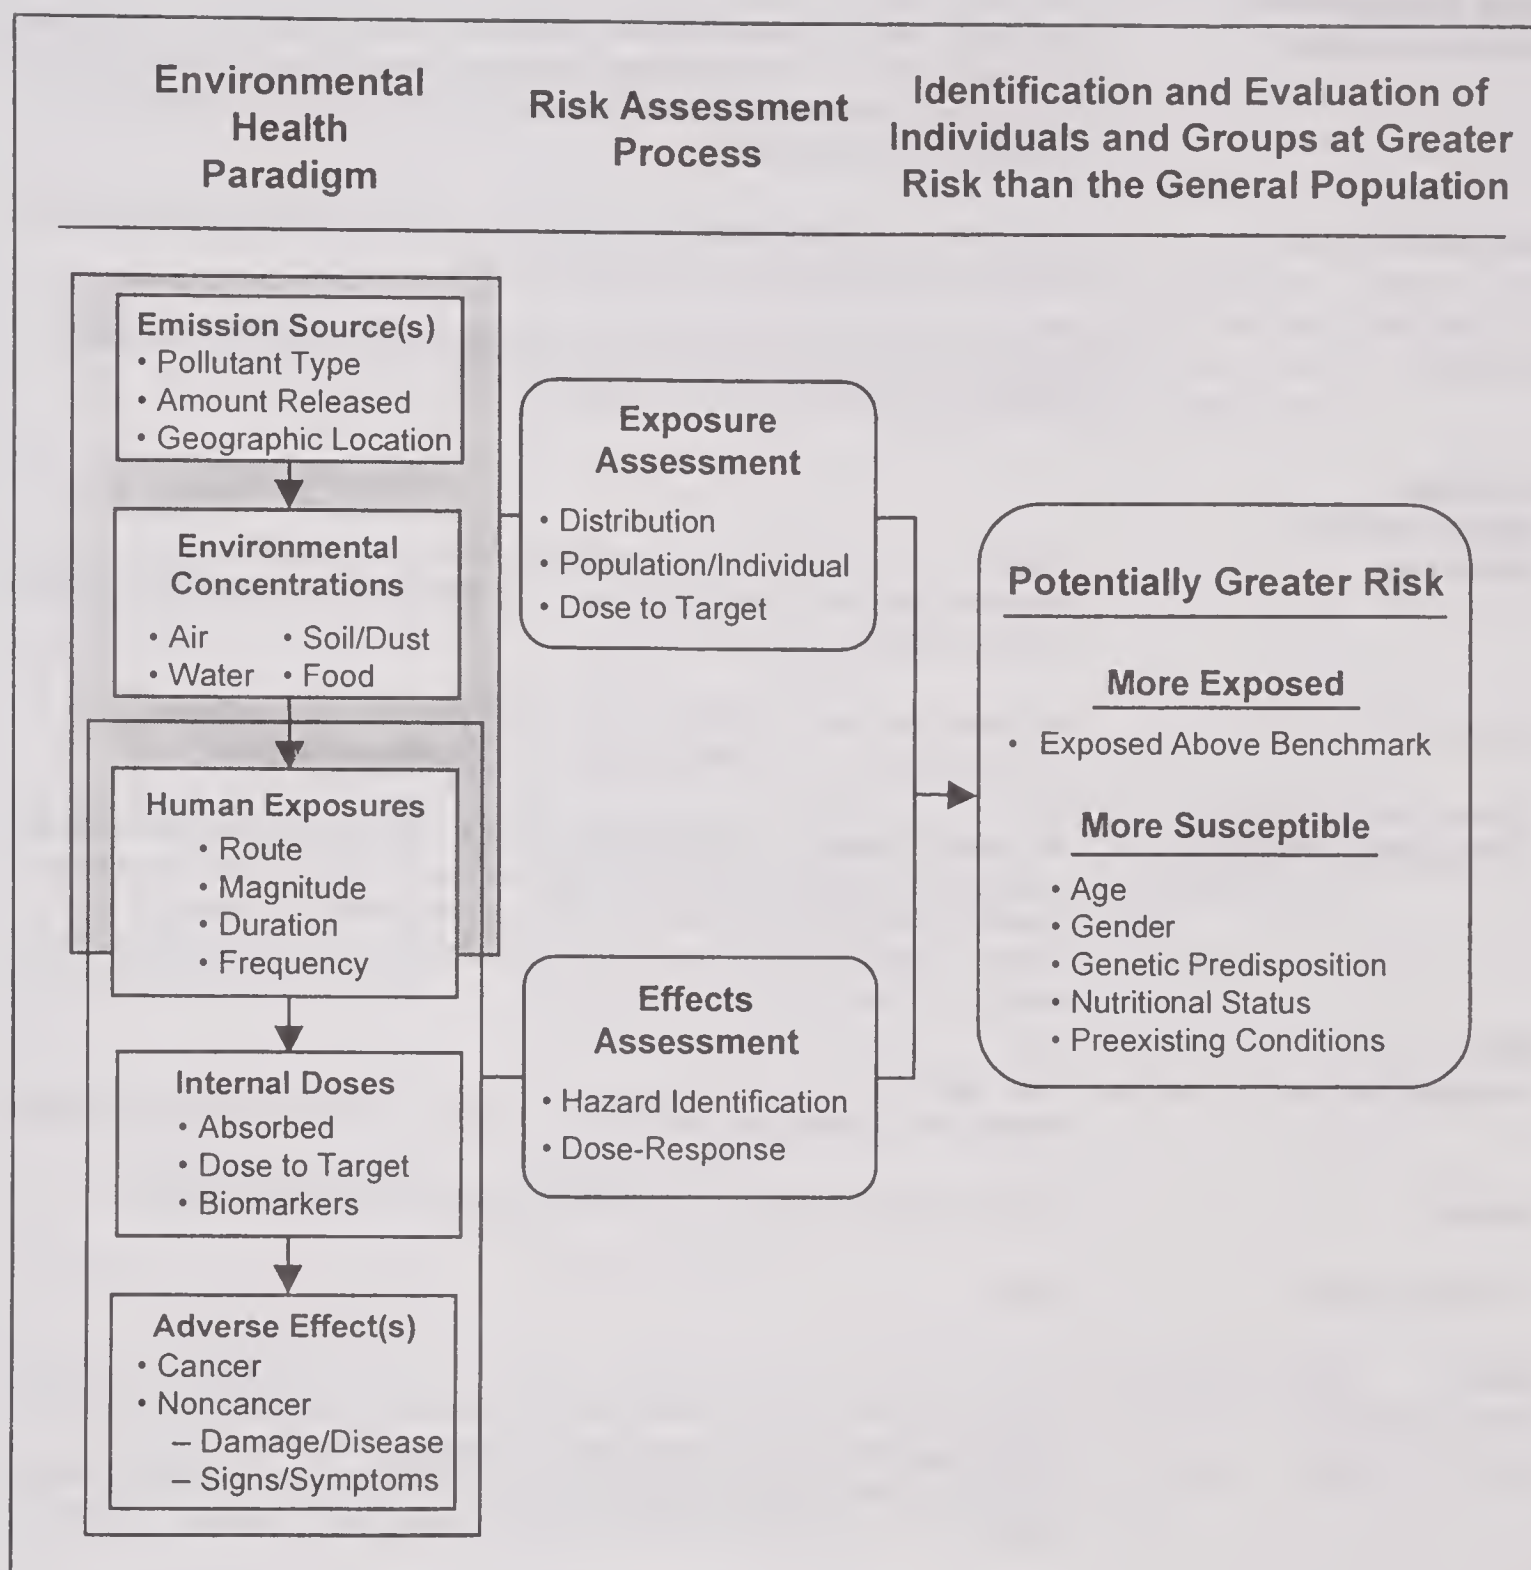 Environmental
Health
Paradigm
Risk Assessment
Process
Identification and Evaluation of
Individuals and Groups at Greater
Risk than the General Population
Emission Source(s)
• Pollutant Type
• Amount Released
• Geographic Location
Environmental
Concentrations
• Air • Soil/Dust
• Water • Food
Human Exposures
• Route
• Magnitude
• Duration
• Frequency
Internal Doses
• Absorbed
• Dose to Target
• Biomarkers
Adverse Effect(s)
• Cancer
• Noncancer
– Damage/Disease
– Signs/Symptoms
Exposure
Assessment
• Distribution
• Population/Individual
• Dose to Target
Effects
Assessment
• Hazard Identification
• Dose-Response
Potentially Greater Risk
More Exposed
• Exposed Above Benchmark
More Susceptible
• Age
• Gender
• Genetic Predisposition
• Nutritional Status
• Preexisting Conditions